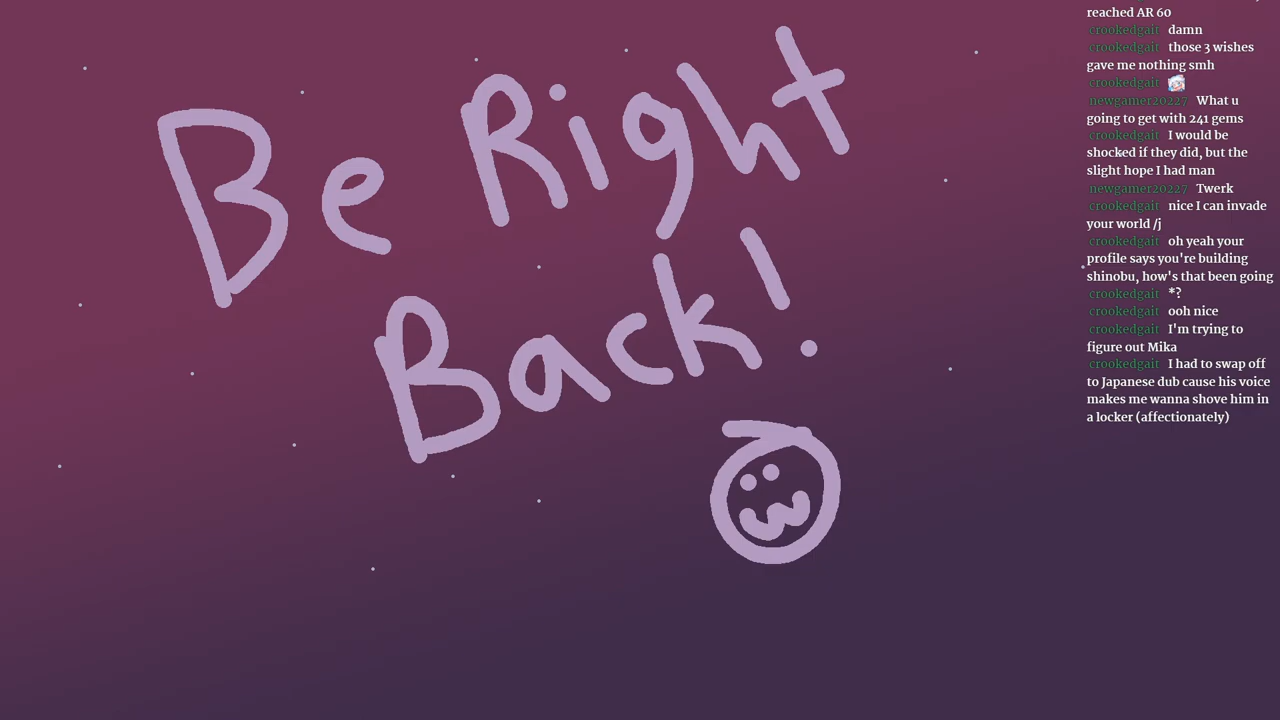 Be Right
Back!
reached AR 60
crookedgait damn
crookedgait those 3 wishes
gave me nothing smh
crookedgait
newgamer20227 What u
going to get with 241 gems
crookedgait I would be
shocked if they did, but the
slight hope I had man
newgamer20227 Twerk
crookedgait nice I can invade
your world /j
crookedgait oh yeah your
profile says you're building
shinobu, how's that been going
crookedgait *?
crookedgait ooh nice
crookedgait I'm trying to
figure out Mika
crookedgait I had to swap off
to Japanese dub cause his voice
makes me wanna shove him in
a locker (affectionately)